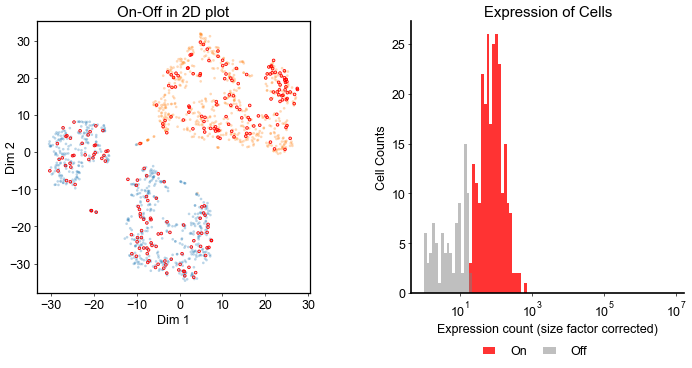 On-Off in 2D plot
Dim 2
30
20
10
0
−10
−20
−30
−30 −20 −10 0 10 20 30
Dim 1
Expression of Cells
Cell Counts
25
20
15
10
5
0
10^1 10^3 10^5 10^7
Expression count (size factor corrected)
On Off